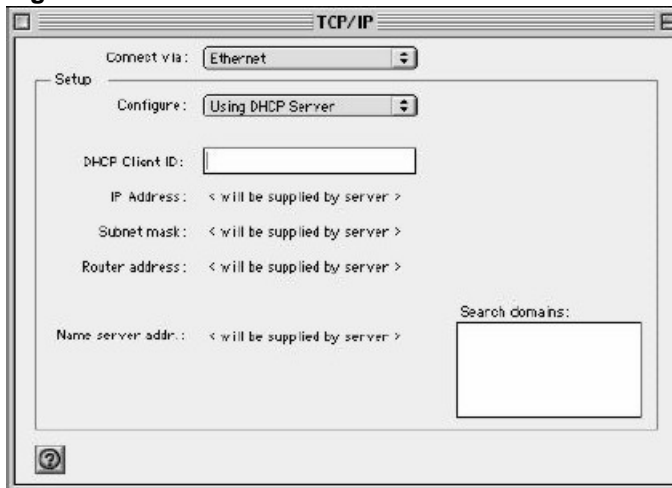 TCP/IP
Connect via: Ethernet
Setup
Configure: Using DHCP Server
DHCP Client ID:
IP Address: < will be supplied by server >
Subnet mask: < will be supplied by server >
Router address: < will be supplied by server >
Search domains:
Name server addr.: < will be supplied by server >
?